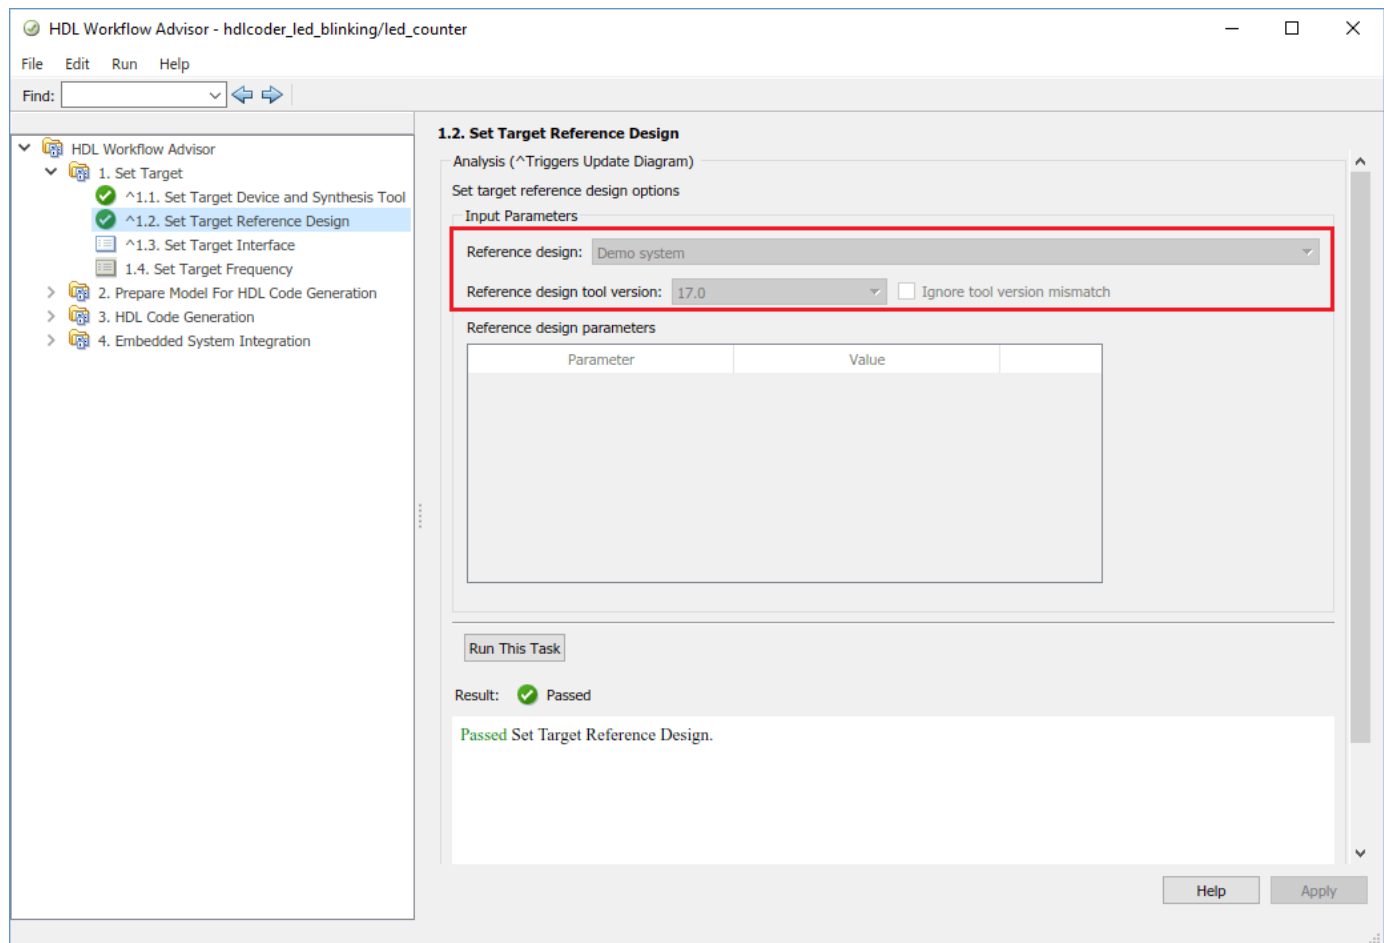 HDL Workflow Advisor - hdlcoder_led_blinking/led_counter
File Edit Run Help
Find:
HDL Workflow Advisor
1. Set Target
^1.1. Set Target Device and Synthesis Tool
^1.2. Set Target Reference Design
^1.3. Set Target Interface
1.4. Set Target Frequency
2. Prepare Model For HDL Code Generation
3. HDL Code Generation
4. Embedded System Integration
1.2. Set Target Reference Design
Analysis (^Triggers Update Diagram)
Set target reference design options
Input Parameters
Reference design: Demo system
Reference design tool version: 17.0 Ignore tool version mismatch
Reference design parameters
Parameter Value
Run This Task
Result: Passed
Passed Set Target Reference Design.
Help Apply